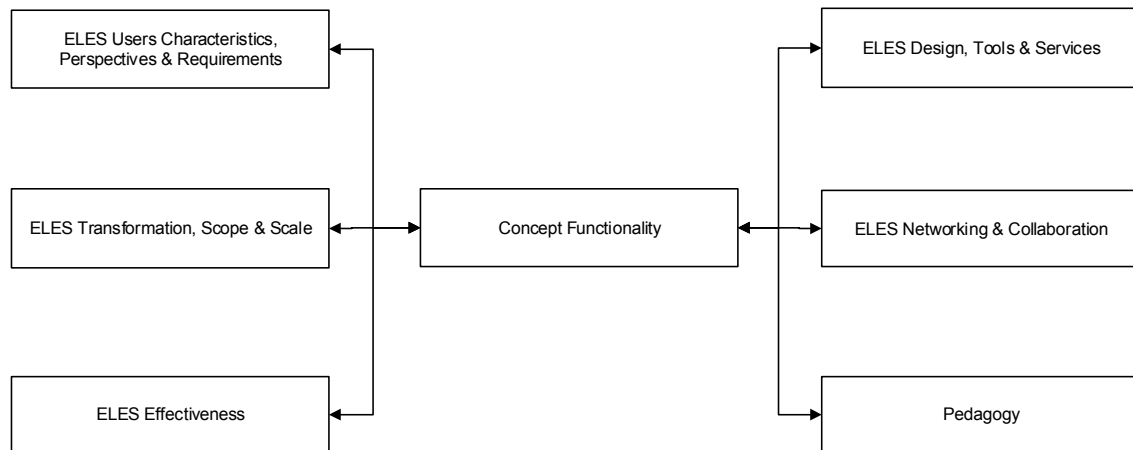 ELES Users Characteristics,
Perspectives & Requirements
ELES Design, Tools & Services
ELES Transformation, Scope & Scale
Concept Functionality
ELES Networking & Collaboration
ELES Effectiveness
Pedagogy